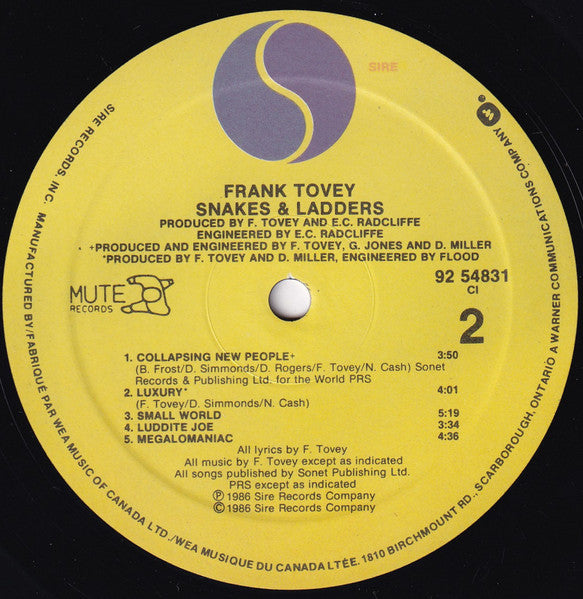 SIRE
FRANK TOVEY
SNAKES & LADDERS
PRODUCED BY F. TOVEY AND E.C. RADCLIFFE
ENGINEERED BY E.C. RADCLIFFE
+PRODUCED AND ENGINEERED BY F. TOVEY, G. JONES AND D. MILLER
*PRODUCED BY F. TOVEY AND D. MILLER, ENGINEERED BY FLOOD
MUTE
RECORDS
92 54831
CI
2
1. COLLAPSING NEW PEOPLE+ 3:50
(B. Frost/D. Simmonds/D. Rogers/F. Tovey/N. Cash) Sonet
Records & Publishing Ltd. for the World PRS
2. LUXURY* 4:01
(F. Tovey/D. Simmonds/N. Cash)
3. SMALL WORLD 5:19
4. LUDDITE JOE 3:34
5. MEGALOMANIAC 4:36
All lyrics by F. Tovey
All music by F. Tovey except as indicated
All songs published by Sonet Publishing Ltd.
PRS except as indicated
Ⓟ 1986 Sire Records Company
© 1986 Sire Records Company
SIRE RECORDS, INC. MANUFACTURED BY/FABRIQUÉ PAR WEA MUSIC OF CANADA LTD./WEA MUSIQUE DU CANADA LTÉE. 1810 BIRCHMOUNT RD., SCARBOROUGH, ONTARIO A WARNER COMMUNICATIONS COMPANY